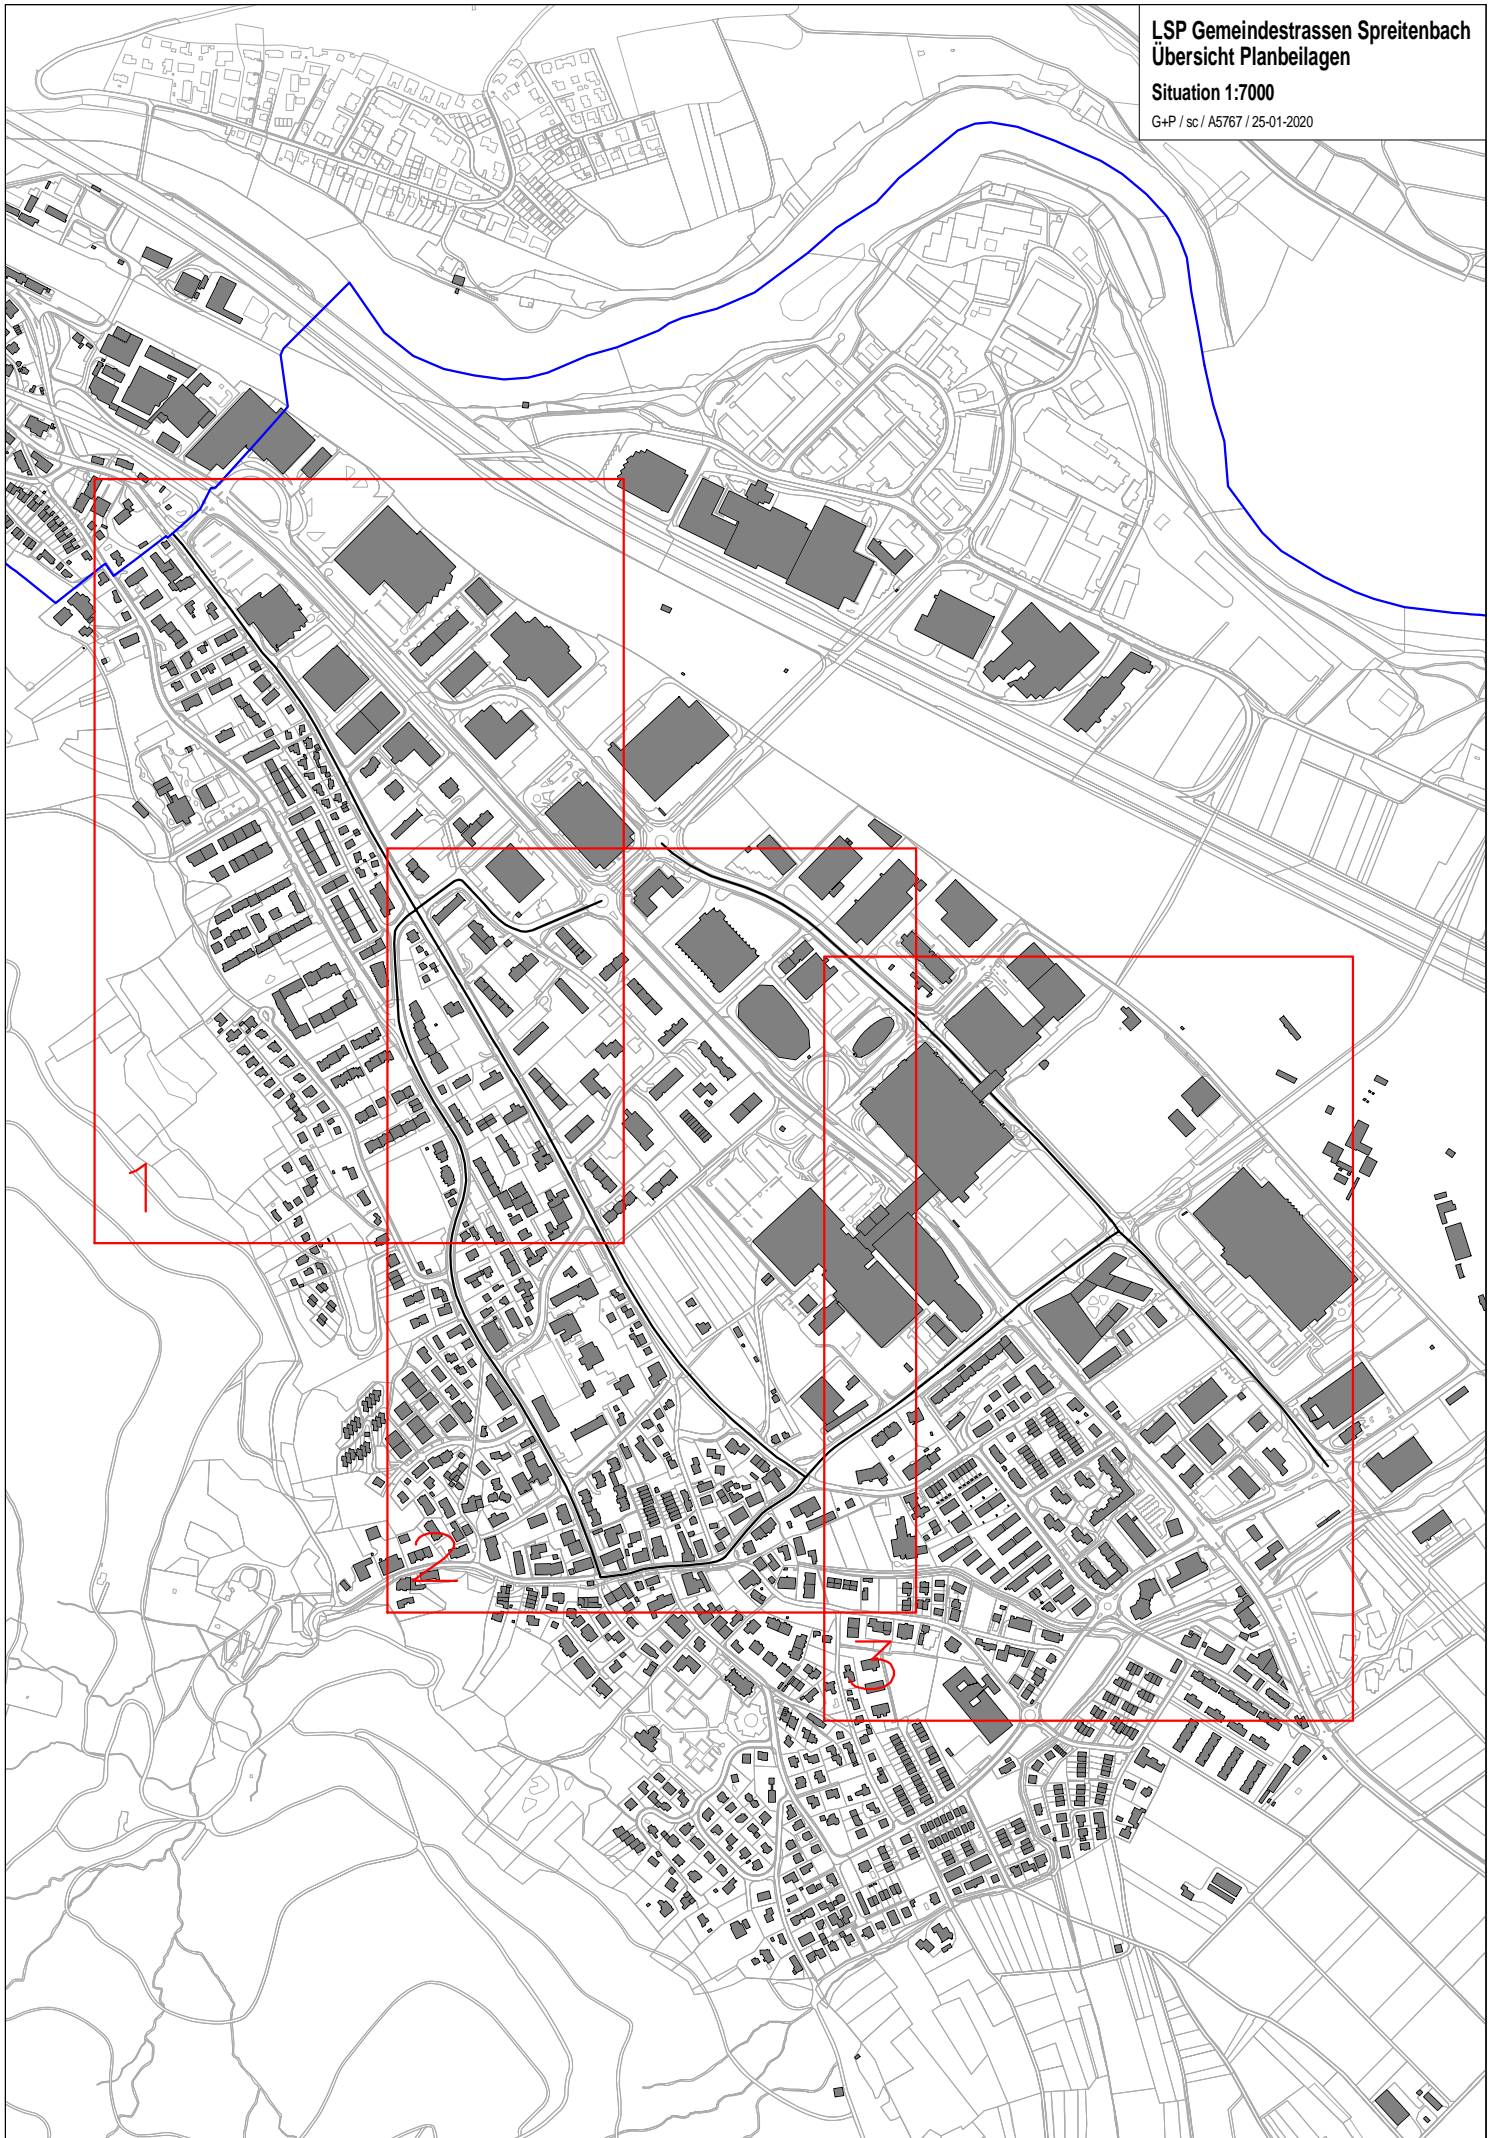 LSP Gemeindestrassen Spreitenbach
Übersicht Planbeilagen
Situation 1:7000
G+P / sc / A5767 / 25-01-2020
1
2
3